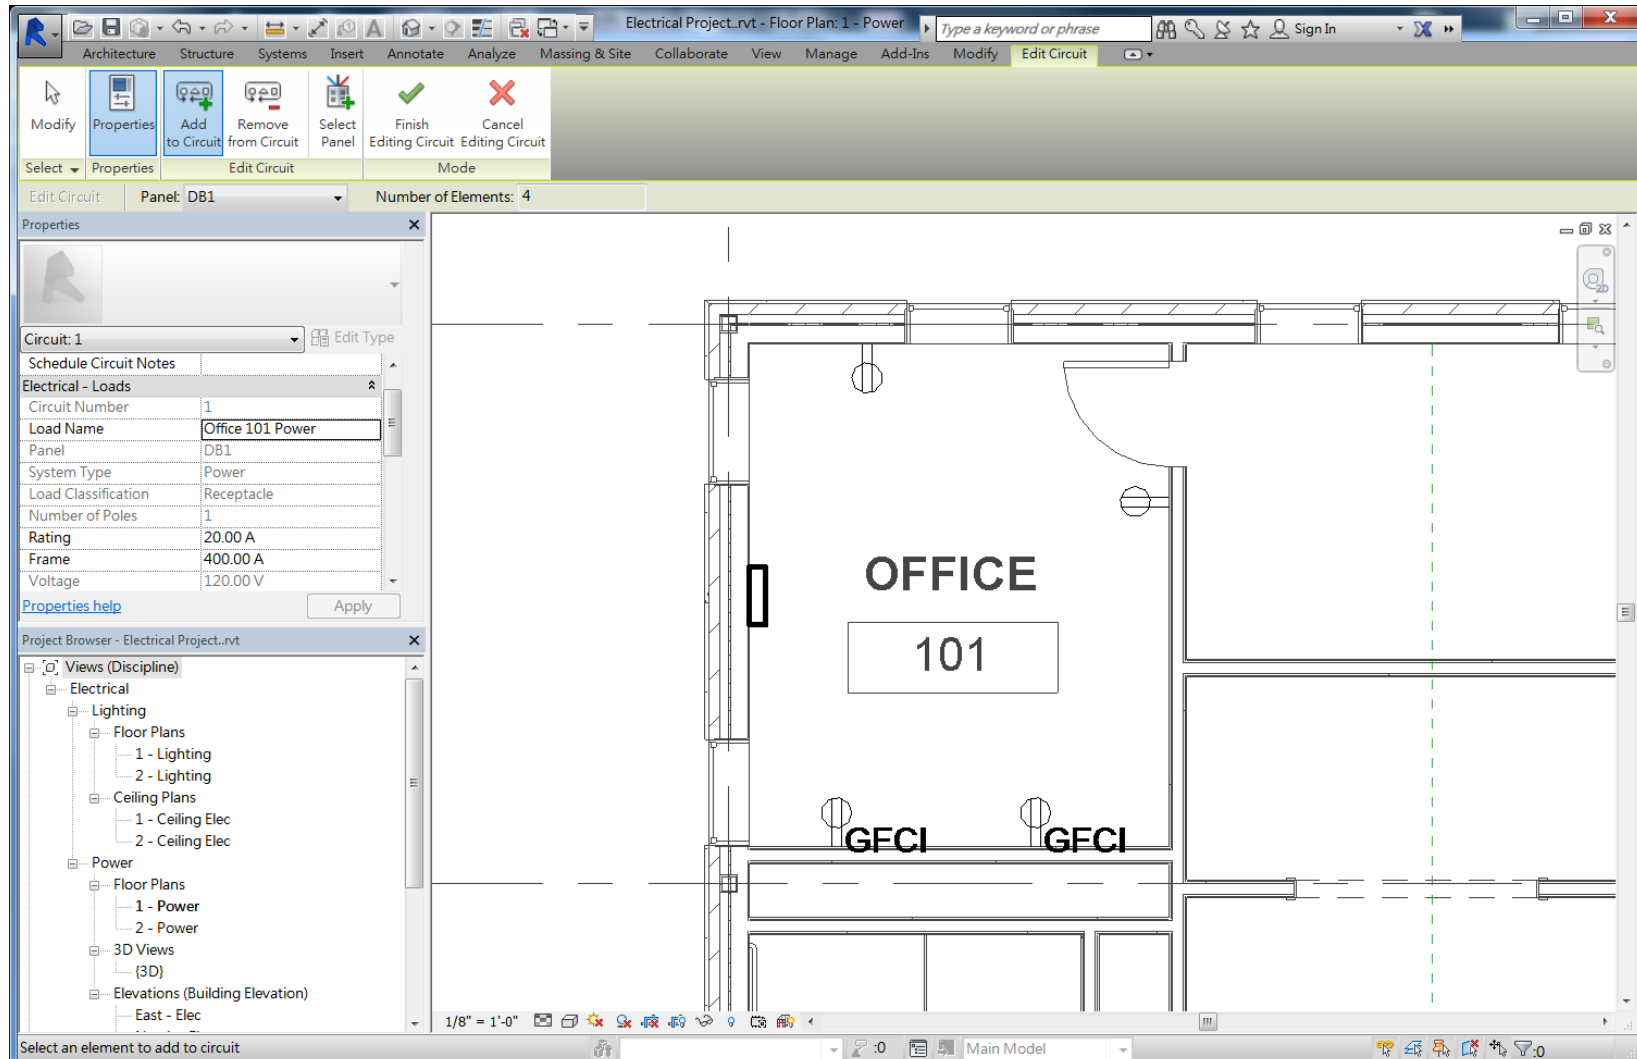 Electrical Project..rvt - Floor Plan: 1 - Power
Type a keyword or phrase
Sign In
Architecture Structure Systems Insert Annotate Analyze Massing & Site Collaborate View Manage Add-Ins Modify Edit Circuit
Modify
Properties
Add
to Circuit
Remove
from Circuit
Select
Panel
Finish
Editing Circuit
Cancel
Editing Circuit
Select Properties Edit Circuit Mode
Edit Circuit Panel: DB1 Number of Elements: 4
Properties
Circuit: 1 Edit Type
Schedule Circuit Notes
Electrical - Loads
Circuit Number 1
Load Name Office 101 Power
Panel DB1
System Type Power
Load Classification Receptacle
Number of Poles 1
Rating 20.00 A
Frame 400.00 A
Voltage 120.00 V
Properties help Apply
Project Browser - Electrical Project..rvt
Views (Discipline)
Electrical
Lighting
Floor Plans
1 - Lighting
2 - Lighting
Ceiling Plans
1 - Ceiling Elec
2 - Ceiling Elec
Power
Floor Plans
1 - Power
2 - Power
3D Views
{3D}
Elevations (Building Elevation)
East - Elec
2D
OFFICE
101
GFCI GFCI
1/8" = 1'-0"
Select an element to add to circuit
:0
Main Model
:0